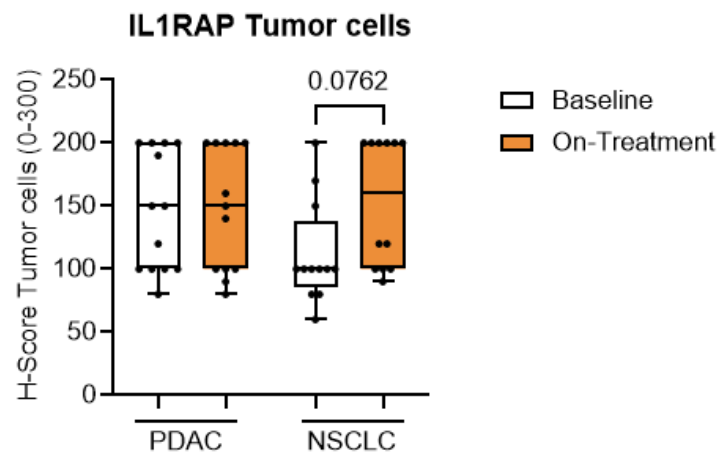 IL1RAP Tumor cells
H-Score Tumor cells (0-300)
250
200
150
100
50
0
0.0762
PDAC
NSCLC
Baseline
On-Treatment